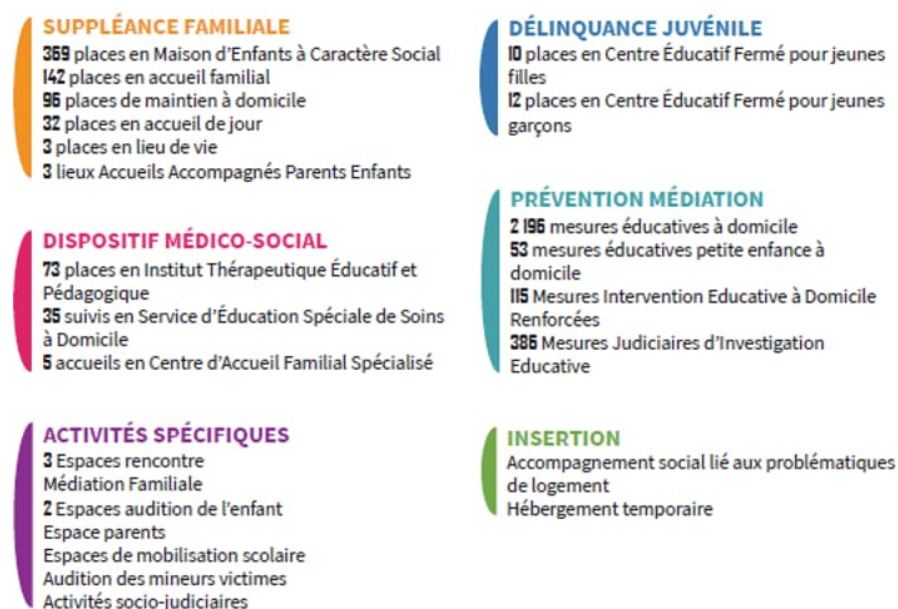 SUPPLÉANCE FAMILIALE
369 places en Maison d'Enfants à Caractère Social
142 places en accueil familial
96 places de maintien à domicile
32 places en accueil de jour
3 places en lieu de vie
3 lieux Accueils Accompagnés Parents Enfants
DISPOSITIF MÉDICO-SOCIAL
73 places en Institut Thérapeutique Éducatif et
Pédagogique
35 suivis en Service d'Éducation Spéciale de Soins
à Domicile
5 accueils en Centre d'Accueil Familial Spécialisé
ACTIVITÉS SPÉCIFIQUES
3 Espaces rencontre
Médiation Familiale
2 Espaces audition de l'enfant
Espace parents
Espaces de mobilisation scolaire
Audition des mineurs victimes
Activités socio-judiciaires
DÉLINQUANCE JUVÉNILE
10 places en Centre Éducatif Fermé pour jeunes
filles
12 places en Centre Éducatif Fermé pour jeunes
garçons
PRÉVENTION MÉDIATION
2 196 mesures éducatives à domicile
53 mesures éducatives petite enfance à
domicile
115 Mesures Intervention Educative à Domicile
Renforcées
386 Mesures Judiciaires d'Investigation
Educative
INSERTION
Accompagnement social lié aux problématiques
de logement
Hébergement temporaire